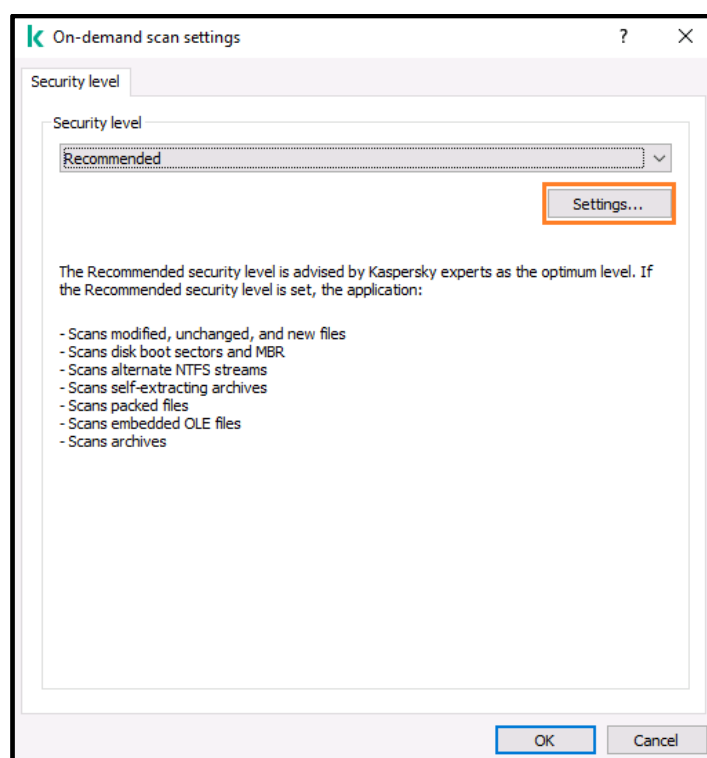 On-demand scan settings
?
Security level
Security level
Recommended
Settings...
The Recommended security level is advised by Kaspersky experts as the optimum level. If
the Recommended security level is set, the application:
- Scans modified, unchanged, and new files
- Scans disk boot sectors and MBR
- Scans alternate NTFS streams
- Scans self-extracting archives
- Scans packed files
- Scans embedded OLE files
- Scans archives
OK
Cancel